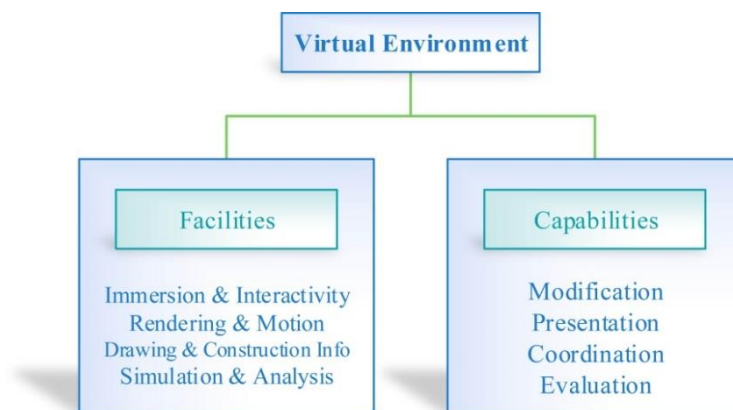 Virtual Environment
Facilities
Immersion & Interactivity
Rendering & Motion
Drawing & Construction Info
Simulation & Analysis
Capabilities
Modification
Presentation
Coordination
Evaluation